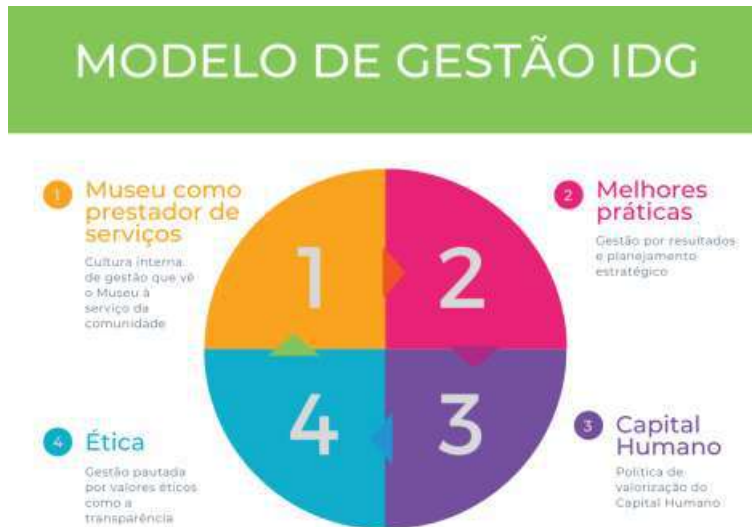 MODELO DE GESTÃO IDG
1
Museu como
prestador de
serviços
Cultura interna
de gestão que vê
o Museu à
serviço da
comunidade
2
Melhores
práticas
Gestão por resultados
e planejamento
estratégico
1
2
4
3
4
Ética
Gestão pautada
por valores éticos
como a
transparência
3
Capital
Humano
Política de
valorização do
Capital Humano